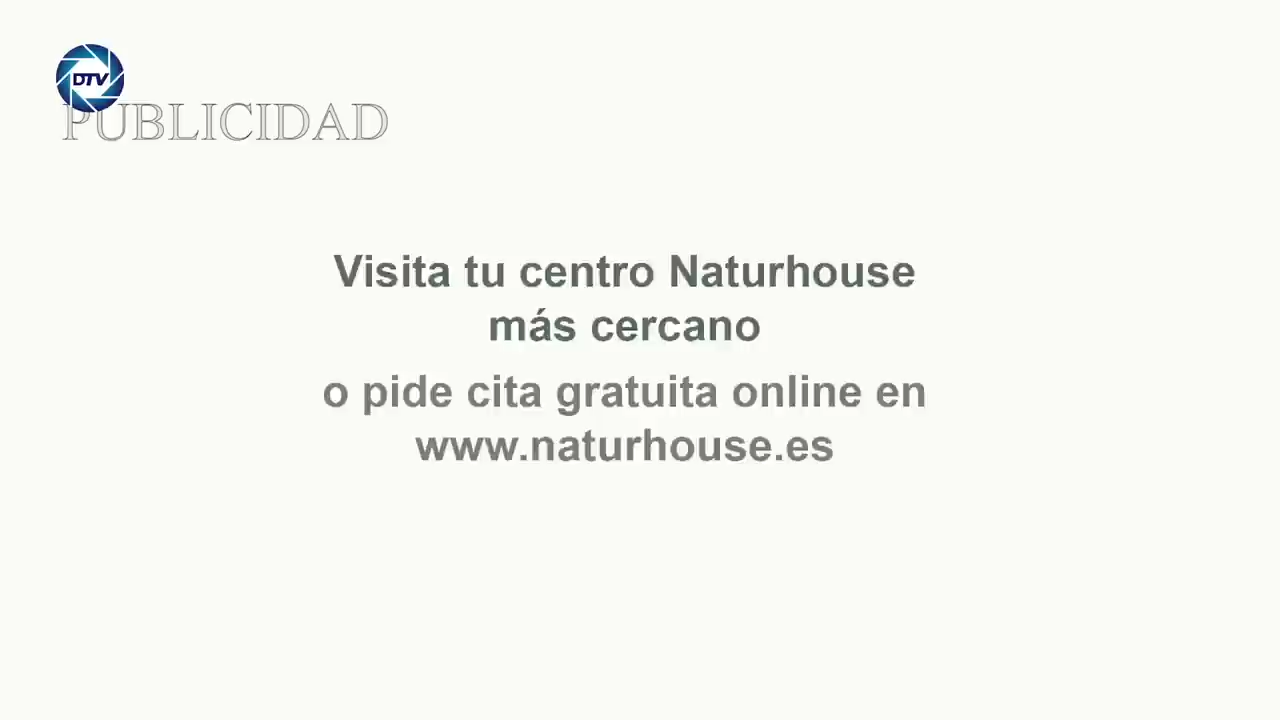 DTV
PUBLICIDAD
Visita tu centro Naturhouse
más cercano
o pide cita gratuita online en
www.naturhouse.es